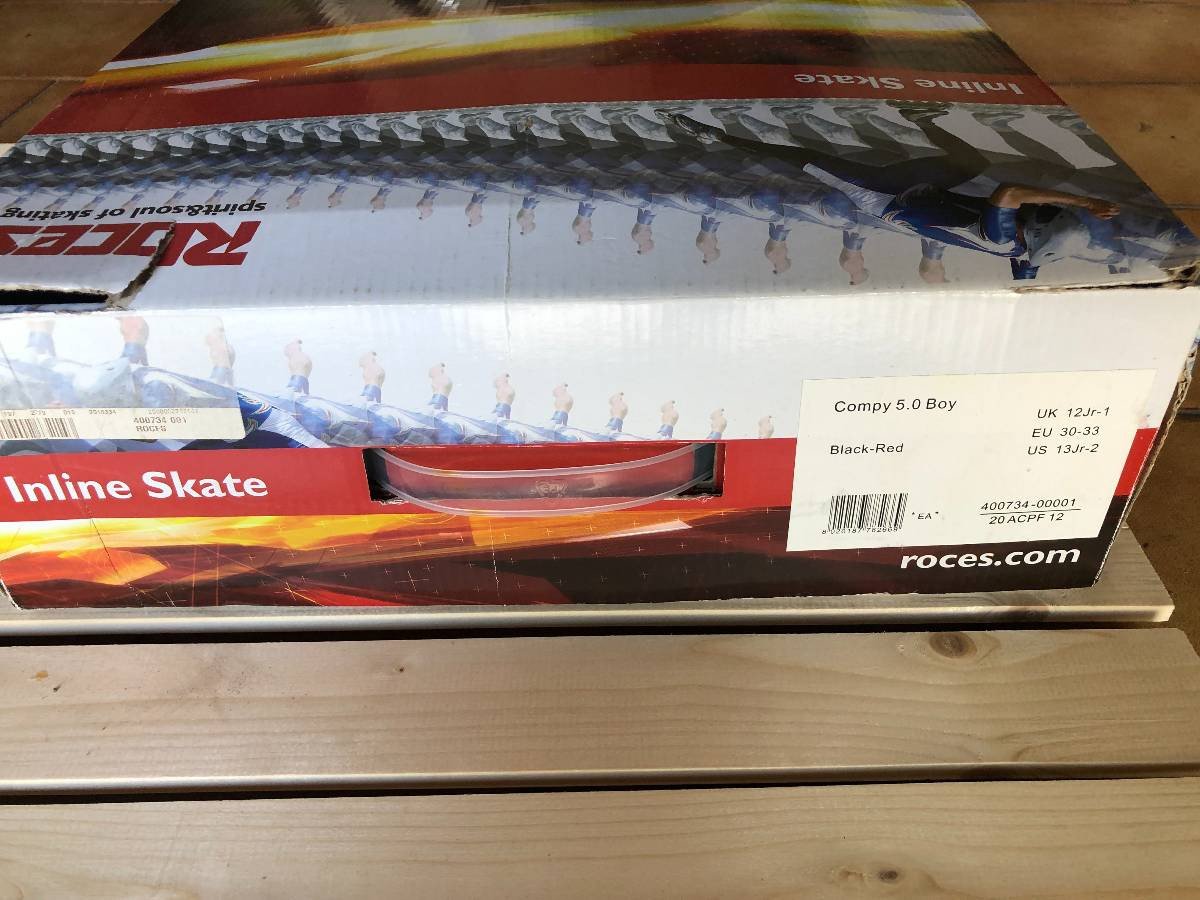 Inline Skate
Roces
spirit&soul of skating
2016334
400734 001
ROCES
Inline Skate
Compy 5.0 Boy
Black-Red
UK 12Jr-1
EU 30-33
US 13Jr-2
*EA*
400734-00001
20 ACPF 12
roces.com